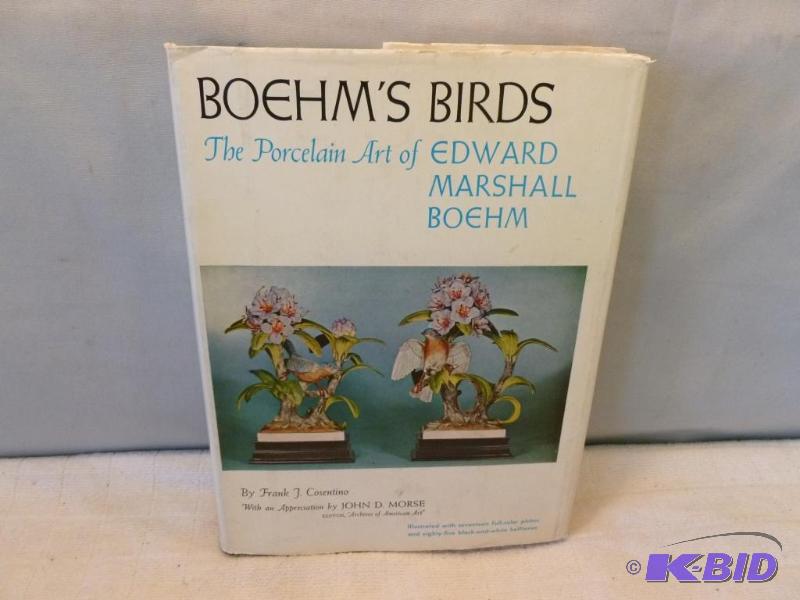 BOEHM'S BIRDS
The Porcelain Art of EDWARD
MARSHALL
BOEHM
By Frank J. Cosentino
With an Appreciation by JOHN D. MORSE
EDITOR, "Archives of American Art"
Illustrated with seventeen full-color plates
and eighty-five black-and-white halftones
© K-BID